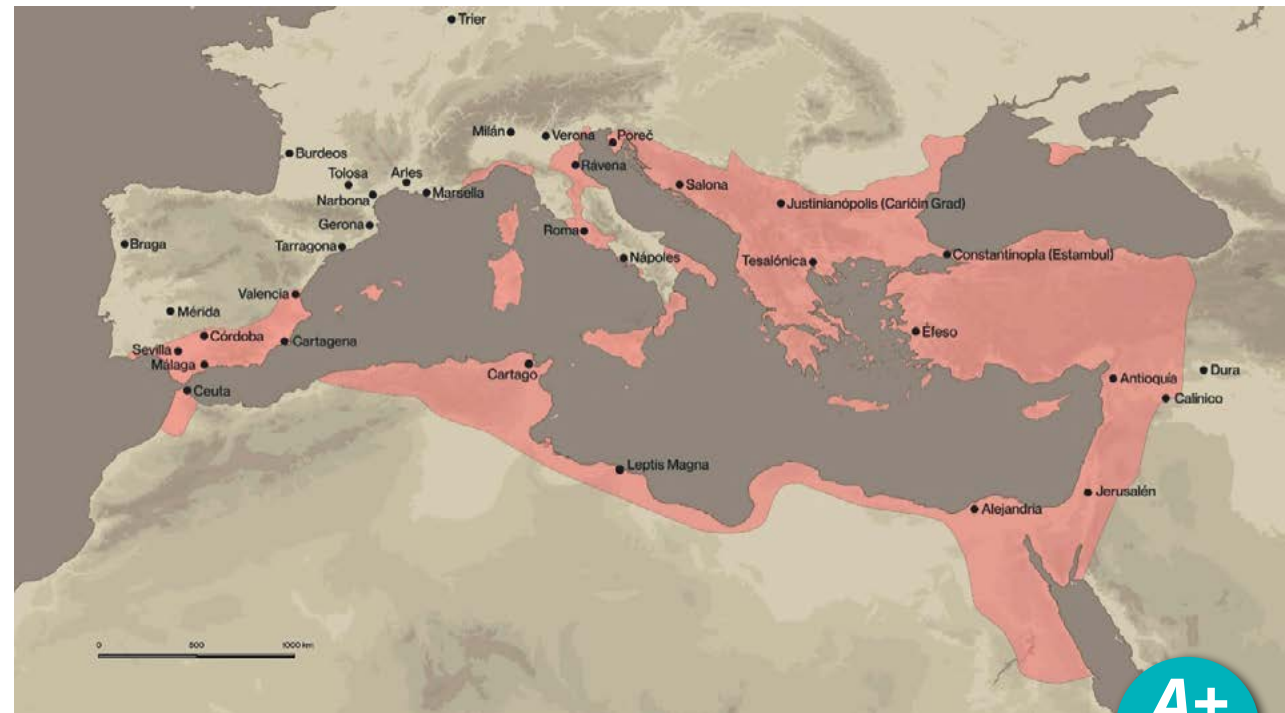 Trier
Milán
Verona
Poreč
Burdeos
Rávena
Tolosa
Arles
Narbona
Marsella
Salona
Justinianópolis (Caričin Grad)
Gerona
Roma
Braga
Tarragona
Nápoles
Tesalónica
Constantinopla (Estambul)
Valencia
Mérida
Córdoba
Cartagena
Éfeso
Sevilla
Málaga
Cartago
Dura
Antioquía
Ceuta
Calínico
Leptis Magna
Jerusalén
Alejandría
0 500 1000 km
A+